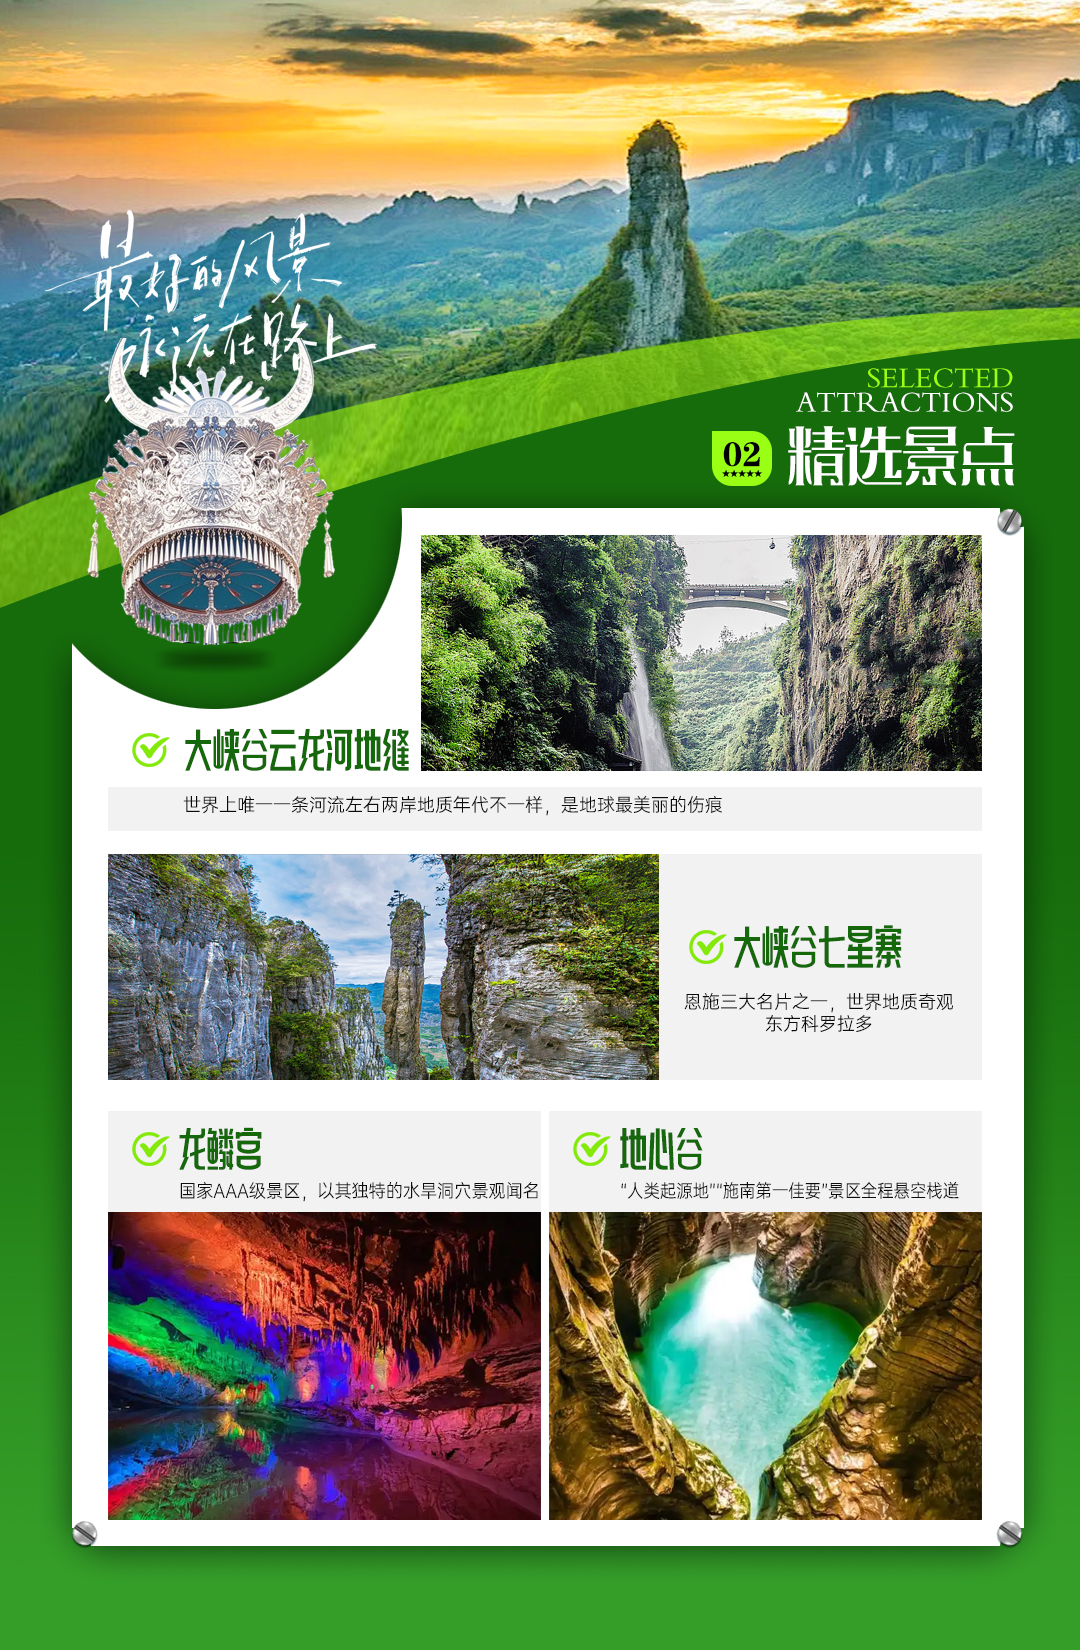 最好的风景
永远在路上
SELECTED
ATTRACTIONS
02
精选景点
大峡谷云龙河地缝
世界上唯一一条河流左右两岸地质年代不一样，是地球最美丽的伤痕
大峡谷七星寨
恩施三大名片之一，世界地质奇观
东方科罗拉多
龙鳞宫
国家AAA级景区，以其独特的水旱洞穴景观闻名
地心谷
“人类起源地”“施南第一佳要”景区全程悬空栈道